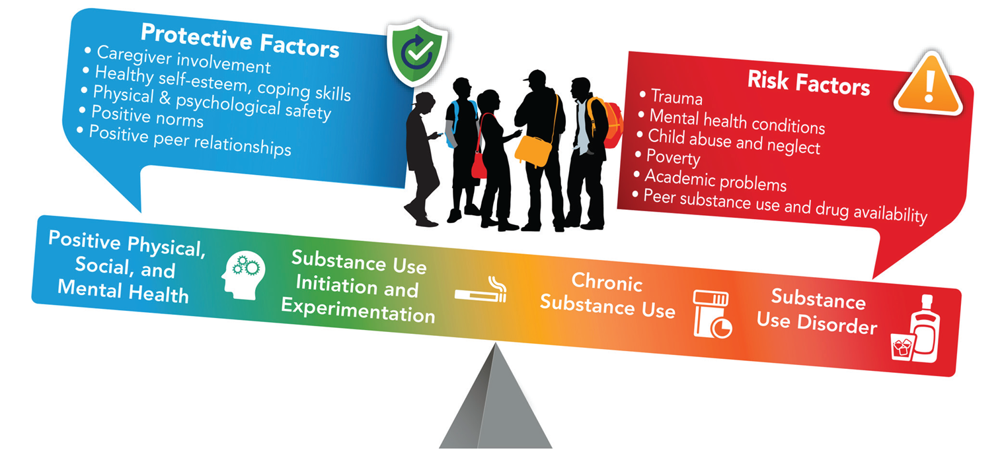 Protective Factors
• Caregiver involvement
• Healthy self-esteem, coping skills
• Physical & psychological safety
• Positive norms
• Positive peer relationships
Risk Factors
• Trauma
• Mental health conditions
• Child abuse and neglect
• Poverty
• Academic problems
• Peer substance use and drug availability
Positive Physical,
Social, and
Mental Health
Substance Use
Initiation and
Experimentation
Chronic
Substance Use
Substance
Use Disorder